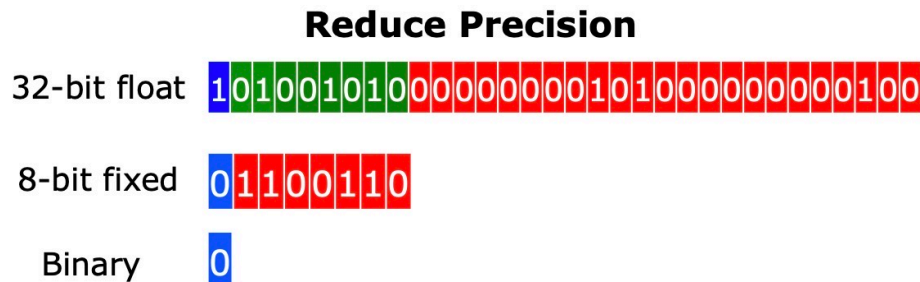 Reduce Precision
32-bit float 10100101000000000101000000000100
8-bit fixed 01100110
Binary 0